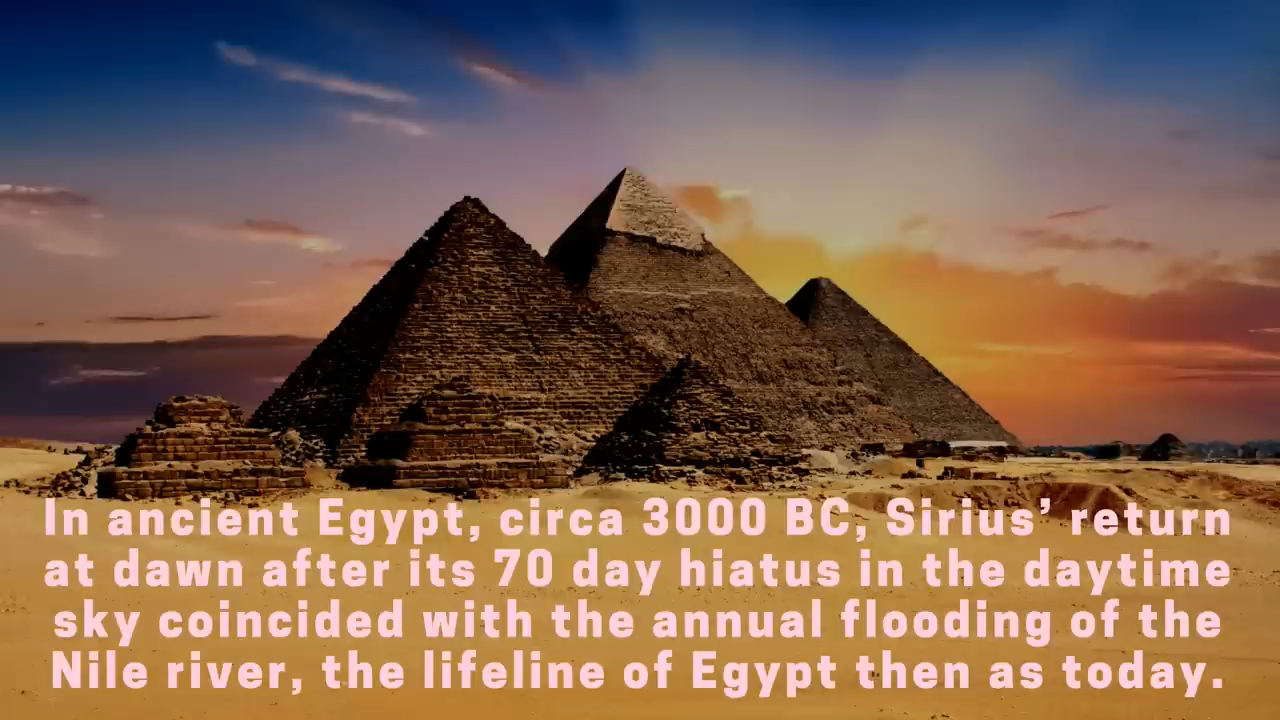 In ancient Egypt, circa 3000 BC, Sirius’ return
at dawn after its 70 day hiatus in the daytime
sky coincided with the annual flooding of the
Nile river, the lifeline of Egypt then as today.